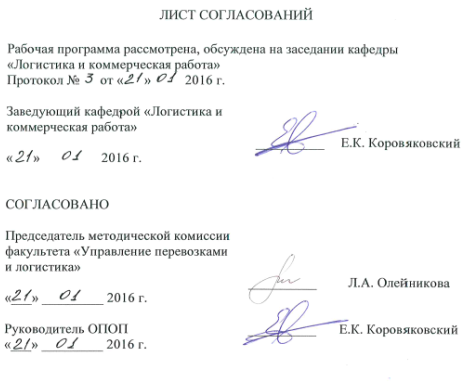 ЛИСТ СОГЛАСОВАНИЙ
Рабочая программа рассмотрена, обсуждена на заседании кафедры
«Логистика и коммерческая работа»
Протокол № 3 от «21» 01 2016 г.
Заведующий кафедрой «Логистика и
коммерческая работа»
Е.К. Коровяковский
«21» 01 2016 г.
СОГЛАСОВАНО
Председатель методической комиссии
факультета «Управление перевозками
и логистика»
Л.А. Олейникова
«21» 01 2016 г.
Руководитель ОПОП
Е.К. Коровяковский
«21» 01 2016 г.